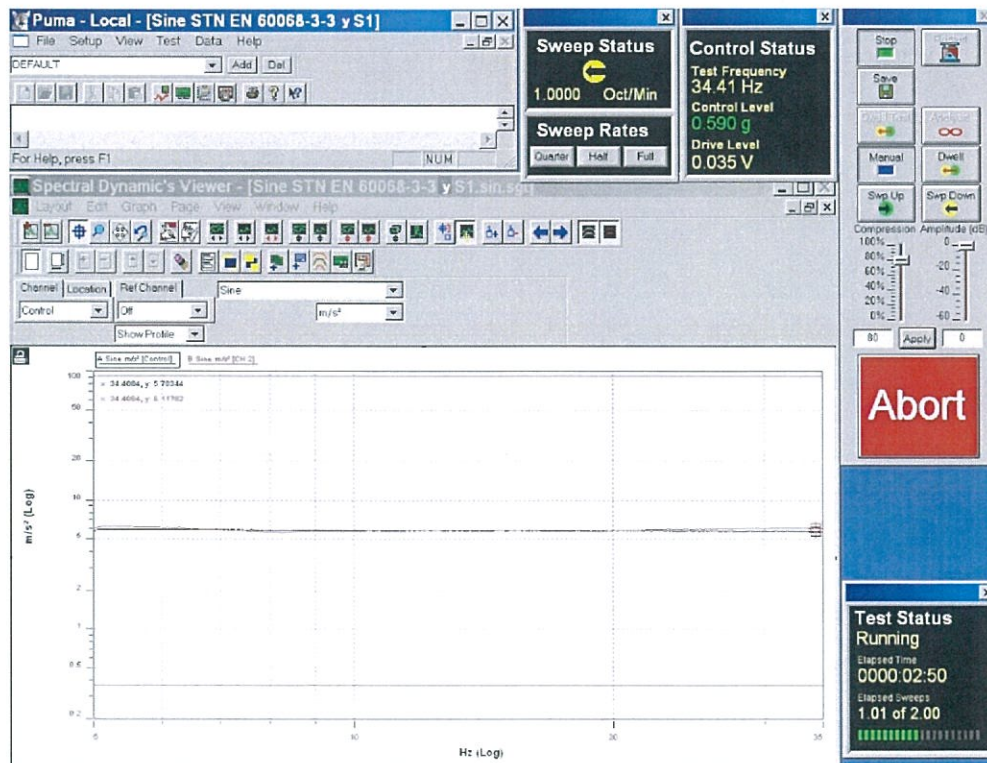 Puma - Local - [Sine STN EN 60068-3-3 y S1]
File Setup View Test Data Help
DEFAULT
Add Del
For Help, press F1
NUM
Sweep Status
1.0000 Oct/Min
Sweep Rates
Quarter Half Full
Control Status
Test Frequency
34.41 Hz
Control Level
0.590 g
Drive Level
0.035 V
Stop
Save
Manual Dwell
Swp Up Swp Down
Compression Amplitude (dB)
100% 0
80% -20
60%
40% -40
20%
0% -60
80 Apply 0
Abort
Spectral Dynamic's Viewer - [Sine STN EN 60068-3-3 y S1.sin.sgt]
Layout Edit Graph Page View Window Help
Channel Location Ref Channel Sine
Control Off m/s²
Show Profile
A Sine m/s² [Control] B Sine m/s² [CH 2]
100
50
20
10
5
2
1
0.5
0.2
m/s² (Log)
5 10 20 35
Hz (Log)
Test Status
Running
Elapsed Time
0000:02:50
Elapsed Sweeps
1.01 of 2.00